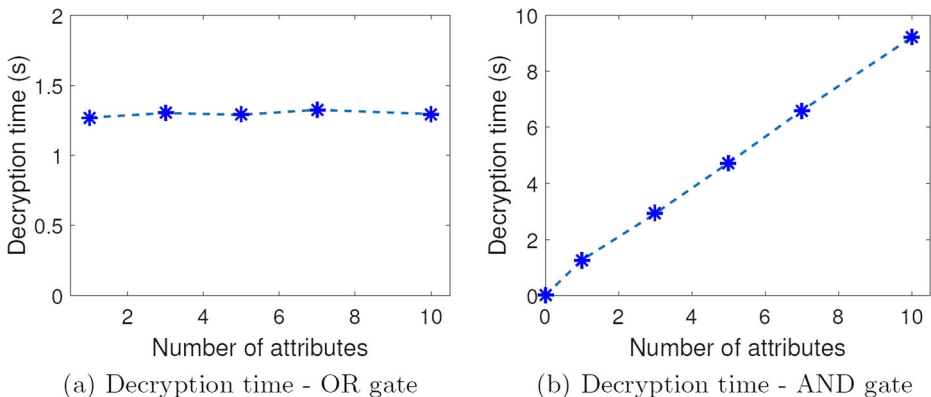 2
1.5
1
0.5
0
2 4 6 8 10
Decryption time (s)
Number of attributes
(a) Decryption time - OR gate
10
8
6
4
2
0
0 2 4 6 8 10
Decryption time (s)
Number of attributes
(b) Decryption time - AND gate